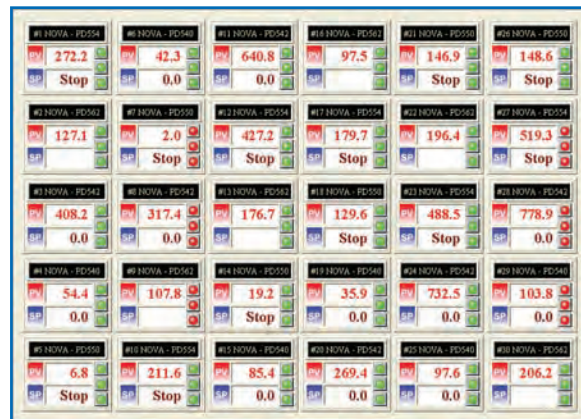 #1 NOVA - PD554
PV 272.2
SP Stop
#6 NOVA - PD540
PV 42.3
SP 0.0
#11 NOVA - PD542
PV 640.8
SP 0.0
#16 NOVA - PD562
PV 97.5
SP
#21 NOVA - PD550
PV 146.9
SP Stop
#26 NOVA - PD550
PV 148.6
SP Stop
#2 NOVA - PD562
PV 127.1
SP
#7 NOVA - PD550
PV 2.0
SP Stop
#12 NOVA - PD554
PV 427.2
SP Stop
#17 NOVA - PD554
PV 179.7
SP Stop
#22 NOVA - PD562
PV 196.4
SP
#27 NOVA - PD554
PV 519.3
SP Stop
#3 NOVA - PD542
PV 408.2
SP 0.0
#8 NOVA - PD542
PV 317.4
SP 0.0
#13 NOVA - PD562
PV 176.7
SP
#18 NOVA - PD550
PV 129.6
SP Stop
#23 NOVA - PD554
PV 488.5
SP Stop
#28 NOVA - PD542
PV 778.9
SP 0.0
#4 NOVA - PD540
PV 54.4
SP 0.0
#9 NOVA - PD562
PV 107.8
SP
#14 NOVA - PD550
PV 19.2
SP Stop
#19 NOVA - PD540
PV 35.9
SP 0.0
#24 NOVA - PD542
PV 732.5
SP 0.0
#29 NOVA - PD540
PV 103.8
SP 0.0
#5 NOVA - PD550
PV 6.8
SP Stop
#10 NOVA - PD554
PV 211.6
SP Stop
#15 NOVA - PD540
PV 85.4
SP 0.0
#20 NOVA - PD542
PV 269.4
SP 0.0
#25 NOVA - PD540
PV 97.6
SP 0.0
#30 NOVA - PD562
PV 206.2
SP